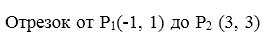 Отрезок от P₁(-1, 1) до P₂ (3, 3)